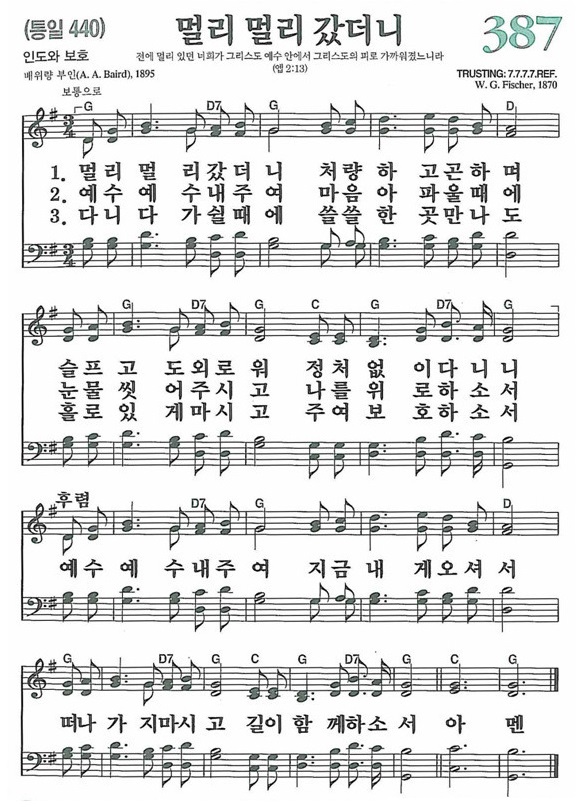 (통일 440) 멀리 멀리 갔더니 387
인도와 보호 전에 멀리 있던 너희가 그리스도 예수 안에서 그리스도의 피로 가까워졌느니라
(엡 2:13)
배위량 부인(A. A. Baird), 1895 TRUSTING: 7.7.7.7.REF.
보통으로 W. G. Fischer, 1870
G D7 G D
3/4
1. 멀리 멀 리갔더 니 처량하 고곤하며
2. 예수 예 수내주 여 마음아 파울때에
3. 다니 다 가쉴때 에 쓸쓸한 곳만나도
3/4
G D7 G C G D7 G
슬프 고 도외로 워 정처 없 이다니니
눈물 씻 어주시 고 나를 위 로하소서
홀로 있 게마시 고 주여 보 호하소서
후렴
D7 G D
예수 예 수내주 여 지금 내 게오셔서
G D7 G C G D7 G C G
떠나 가 지마시 고 길이 함 께하소서 아 멘